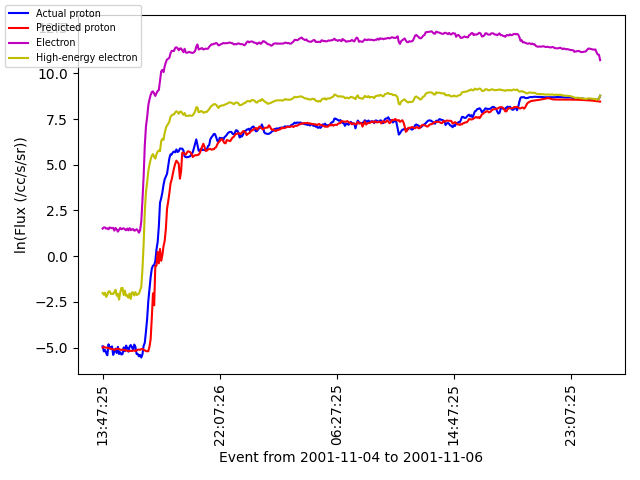 Actual proton
Predicted proton
Electron
High-energy electron
10.0
7.5
5.0
2.5
0.0
−2.5
−5.0
ln(Flux (/cc/s/sr))
13:47:25
22:07:26
06:27:25
14:47:25
23:07:25
Event from 2001-11-04 to 2001-11-06